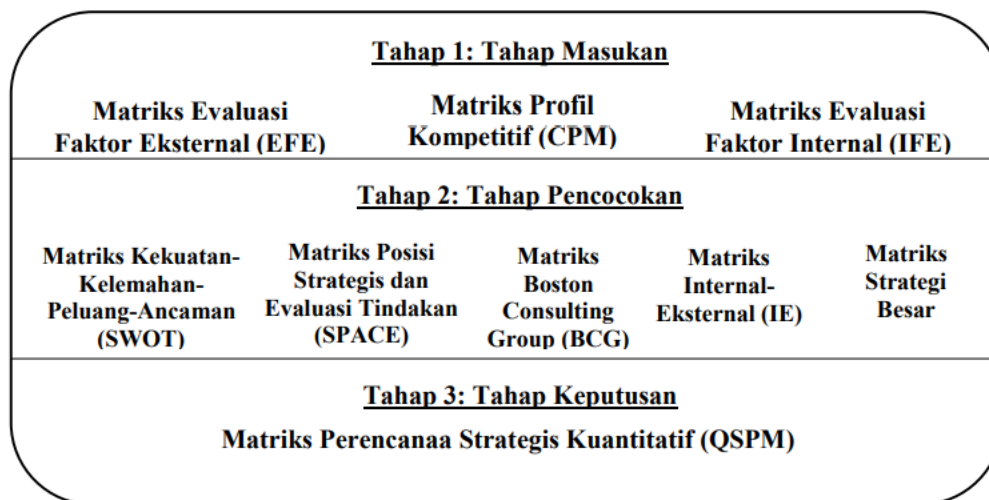 Tahap 1: Tahap Masukan
Matriks Evaluasi
Faktor Eksternal (EFE)
Matriks Profil
Kompetitif (CPM)
Matriks Evaluasi
Faktor Internal (IFE)
Tahap 2: Tahap Pencocokan
Matriks Kekuatan-
Kelemahan-
Peluang-Ancaman
(SWOT)
Matriks Posisi
Strategis dan
Evaluasi Tindakan
(SPACE)
Matriks
Boston
Consulting
Group (BCG)
Matriks
Internal-
Eksternal (IE)
Matriks
Strategi
Besar
Tahap 3: Tahap Keputusan
Matriks Perencanaa Strategis Kuantitatif (QSPM)